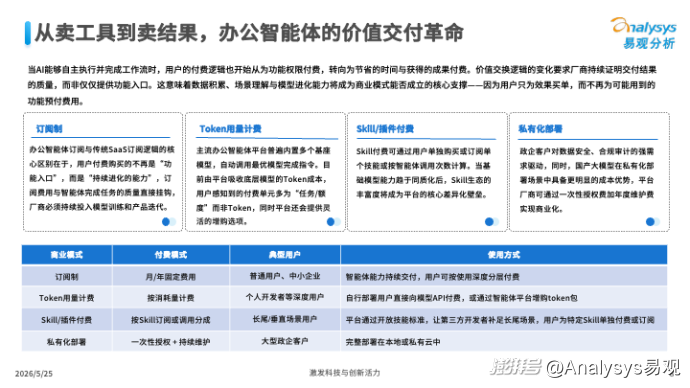 从卖工具到卖结果，办公智能体的价值交付革命
analysys
易观分析
当AI能够自主执行并完成工作流时，用户的付费逻辑也开始从为功能权限付费，转向为节省的时间与获得的成果付费。价值交换逻辑的变化要求厂商持续证明交付结果
的质量，而非仅仅提供功能入口。这意味着数据积累、场景理解与模型进化能力将成为商业模式能否成立的核心支撑——因为用户只为效果买单，而不再为可能用到的
功能预付费用。
订阅制
办公智能体订阅与传统SaaS订阅逻辑的核
心区别在于，用户付费购买的不再是“功
能入口”，而是“持续进化的能力”，订
阅费用与智能体完成任务的质量直接挂钩，
厂商必须持续投入模型训练和产品迭代。
Token用量计费
主流办公智能体平台普遍内置多个基座
模型，自动调用最优模型完成指令。目
前由平台吸收底层模型的Token成本，
用户感知到的付费单元多为“任务/额
度”而非Token，同时平台还会提供灵
活的增购选项。
Skill/插件付费
Skill付费可通过用户单独购买或订阅单
个技能或按智能体调用次数计算。当基
础模型能力趋于同质化后，Skill生态的
丰富度将成为平台的核心差异化壁垒。
私有化部署
政企客户对数据安全、合规审计的强需
求驱动，同时，国产大模型在私有化部
署场景中具备更明显的成本优势，平台
厂商可通过一次性授权费加年度维护费
实现商业化。
商业模式 付费模式 典型用户 使用方式
订阅制 月/年固定费用 普通用户、中小企业 智能体能力持续交付，用户可按使用深度分层付费
Token用量计费 按消耗量计费 个人开发者等深度用户 自行部署用户直接向模型API付费，或通过智能体平台增购token包
Skill/插件付费 按Skill订阅或调用分成 长尾/垂直场景用户 平台通过开放技能标准，让第三方开发者补足长尾场景，用户为特定Skill单独付费或订阅
私有化部署 一次性授权 + 持续维护 大型政企客户 完整部署在本地或私有云中
2026/5/25 激发科技与创新活力
澎湃号@Analysys易观